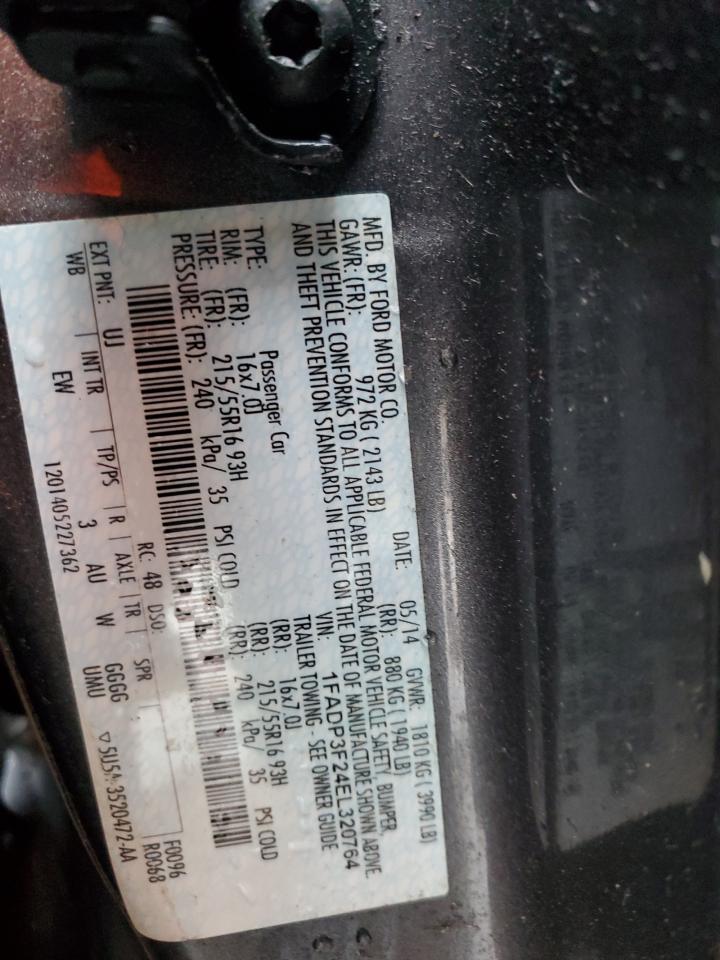 MFD. BY FORD MOTOR CO. DATE: 05/14 GVWR: 1810 KG ( 3990 LB)
GAWR: (FR): 972 KG ( 2143 LB) (RR): 880 KG ( 1940 LB)
THIS VEHICLE CONFORMS TO ALL APPLICABLE FEDERAL MOTOR VEHICLE SAFETY, BUMPER,
AND THEFT PREVENTION STANDARDS IN EFFECT ON THE DATE OF MANUFACTURE SHOWN ABOVE.
VIN: 1FADP3F24EL320764
TYPE: Passenger Car TRAILER TOWING - SEE OWNER GUIDE
RIM: (FR): 16x7.0J (RR): 16x7.0J
TIRE: (FR): 215/55R16 93H (RR): 215/55R16 93H
PRESSURE: (FR): 240 kPa/ 35 PSI COLD (RR): 240 kPa/ 35 PSI COLD
EXT PNT: UJ RC: 48 DSO: F0096
WB INT TR TP/PS R AXLE TR SPR R0068
EW 3 AU W GGGG
UMU
1201405227362 3520472-AA